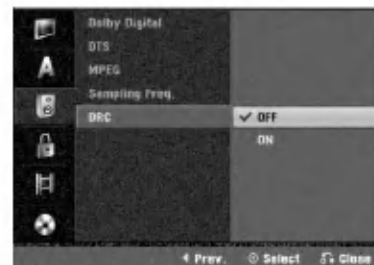 Dolby Digital
DTS
MPEG
Sampling Freq.
DRC
OFF
ON
A
Prev. Select Close